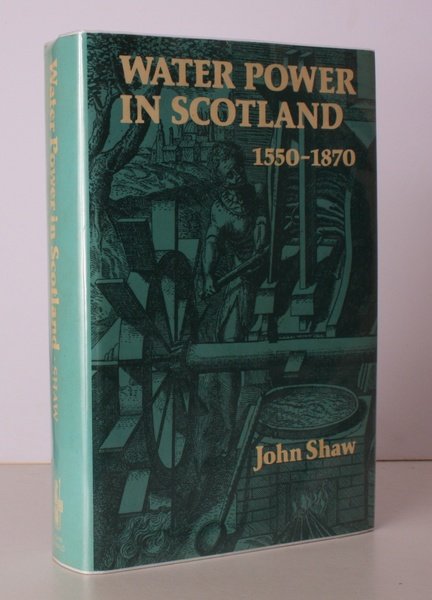 WATER POWER
IN SCOTLAND
1550-1870
John Shaw
Water Power in Scotland - SHAW